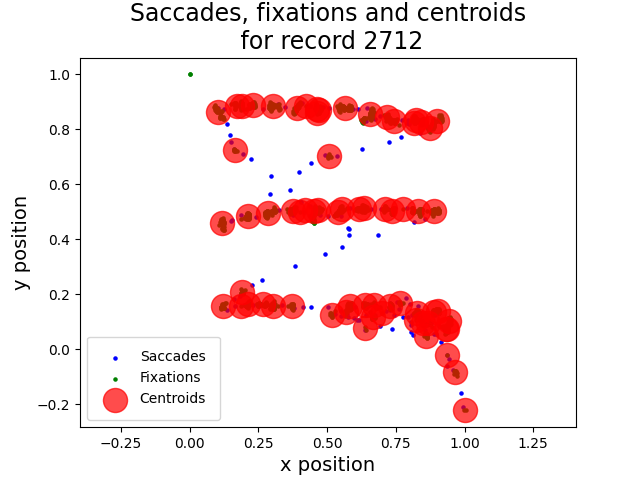 Saccades, fixations and centroids
for record 2712
y position
1.0
0.8
0.6
0.4
0.2
0.0
−0.2
Saccades
Fixations
Centroids
−0.25 0.00 0.25 0.50 0.75 1.00 1.25
x position